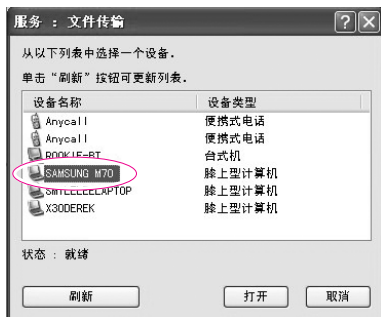 服务 : 文件传输
从以下列表中选择一个设备.
单击“刷新”按钮可更新列表.
设备名称 设备类型
Anycall 便携式电话
Anycall 便携式电话
ROOKIE-BT 台式机
SAMSUNG M70 膝上型计算机
膝上型计算机
X30DEREK 膝上型计算机
状态 : 就绪
刷新 打开 取消